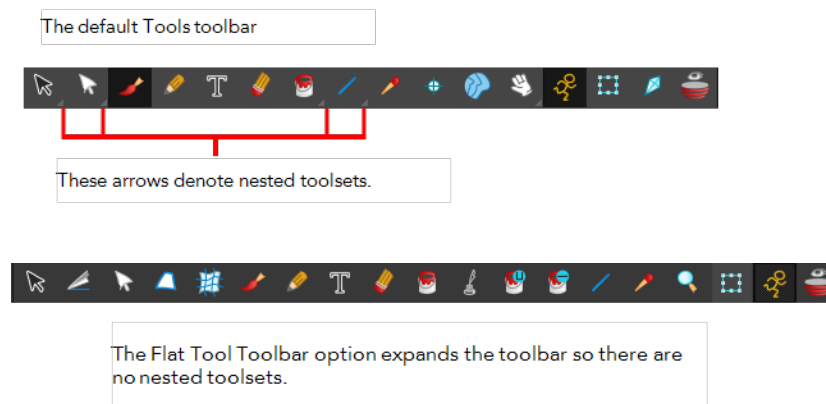 The default Tools toolbar
These arrows denote nested toolsets.
The Flat Tool Toolbar option expands the toolbar so there are
no nested toolsets.